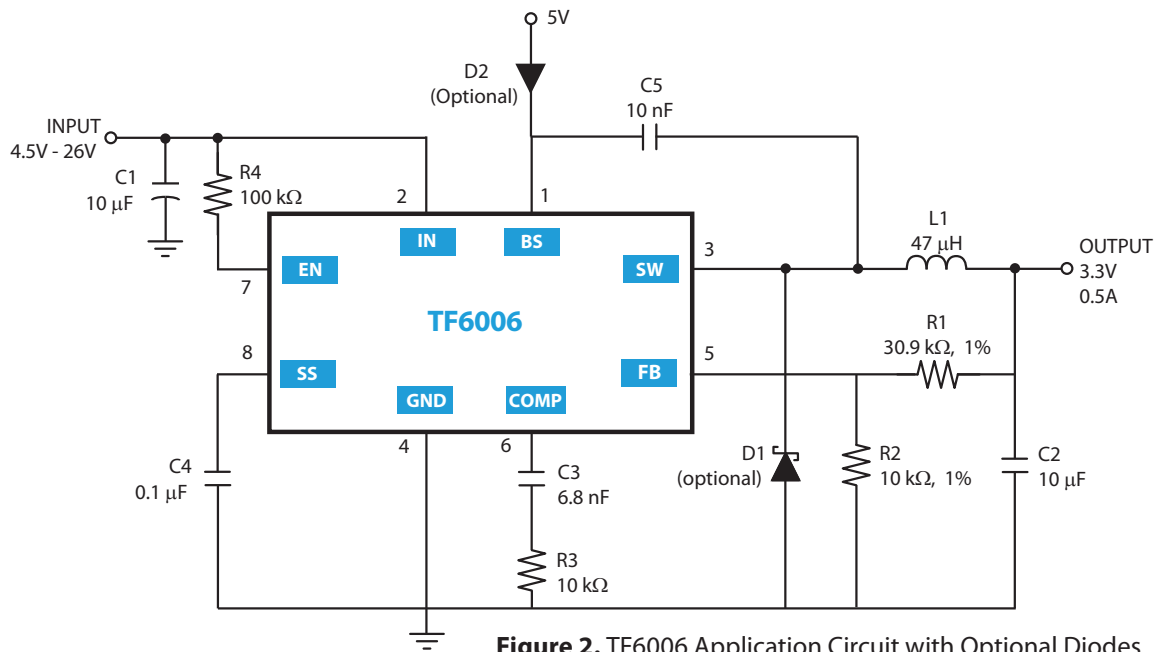 5V
D2
(Optional)
C5
10 nF
INPUT
4.5V - 26V
C1
10 μF
R4
100 kΩ
2
1
IN
BS
EN
7
SW
3
L1
47 μH
OUTPUT
3.3V
0.5A
TF6006
R1
30.9 kΩ, 1%
8
SS
FB
5
GND
COMP
4
6
C4
0.1 μF
C3
6.8 nF
D1
(optional)
R2
10 kΩ, 1%
C2
10 μF
R3
10 kΩ
Figure 2. TF6006 Application Circuit with Optional Diodes